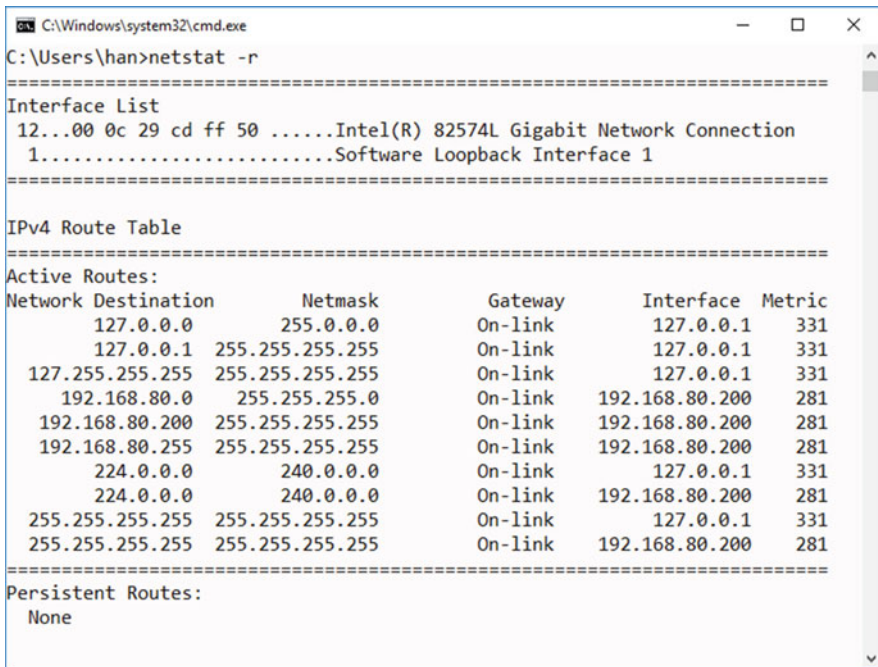 C:\Windows\system32\cmd.exe
C:\Users\han>netstat -r
===========================================================================
Interface List
 12...00 0c 29 cd ff 50 ......Intel(R) 82574L Gigabit Network Connection
  1...........................Software Loopback Interface 1
===========================================================================
IPv4 Route Table
===========================================================================
Active Routes:
Network Destination        Netmask          Gateway       Interface  Metric
        127.0.0.0        255.0.0.0         On-link         127.0.0.1    331
        127.0.0.1  255.255.255.255         On-link         127.0.0.1    331
  127.255.255.255  255.255.255.255         On-link         127.0.0.1    331
     192.168.80.0    255.255.255.0         On-link    192.168.80.200    281
   192.168.80.200  255.255.255.255         On-link    192.168.80.200    281
   192.168.80.255  255.255.255.255         On-link    192.168.80.200    281
        224.0.0.0        240.0.0.0         On-link         127.0.0.1    331
        224.0.0.0        240.0.0.0         On-link    192.168.80.200    281
  255.255.255.255  255.255.255.255         On-link         127.0.0.1    331
  255.255.255.255  255.255.255.255         On-link    192.168.80.200    281
===========================================================================
Persistent Routes:
  None